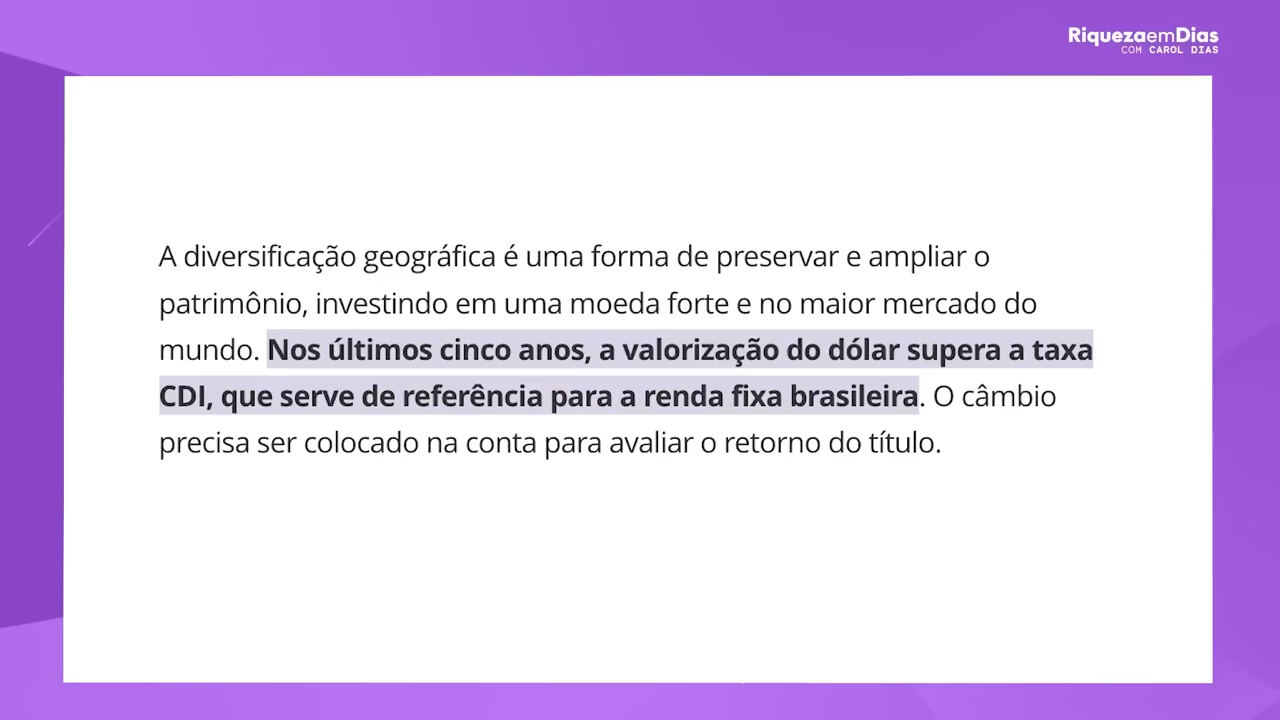 RiquezaemDias
COM CAROL DIAS
A diversificação geográfica é uma forma de preservar e ampliar o
patrimônio, investindo em uma moeda forte e no maior mercado do
mundo. Nos últimos cinco anos, a valorização do dólar supera a taxa
CDI, que serve de referência para a renda fixa brasileira. O câmbio
precisa ser colocado na conta para avaliar o retorno do título.